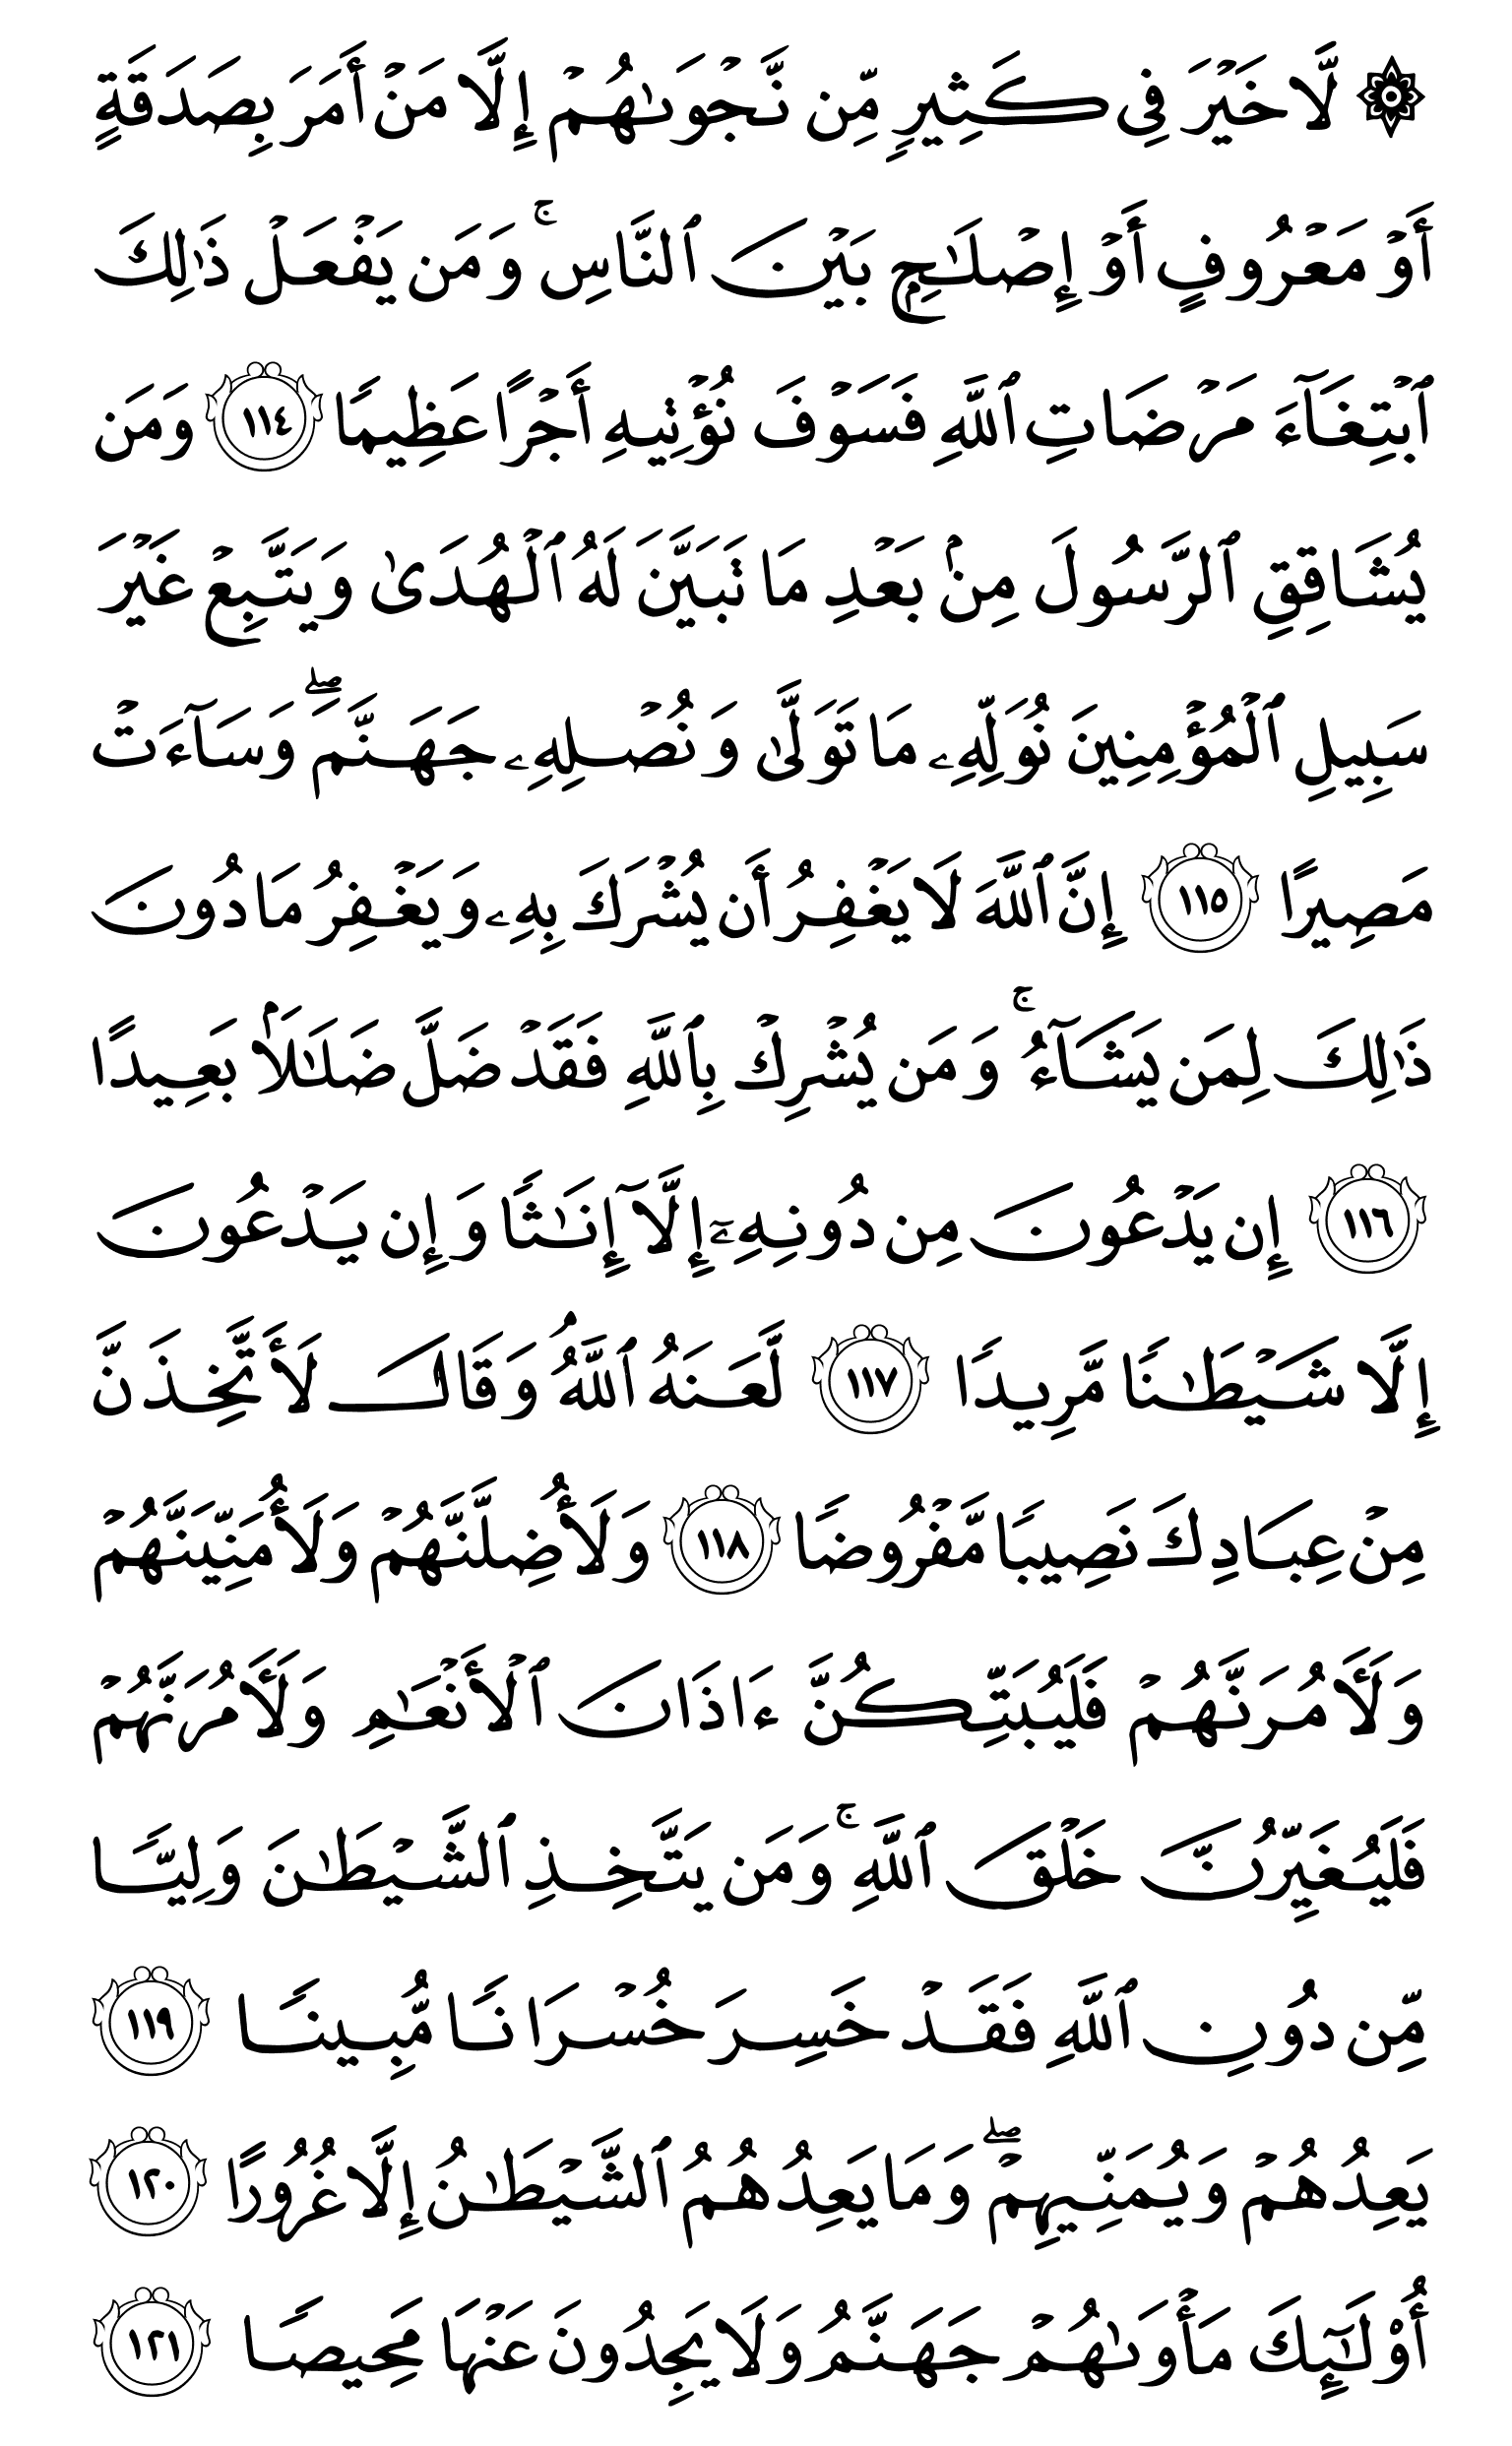 ۞ لَّا خَيْرَ فِى كَثِيرٍ مِّن نَّجْوَىٰهُمْ إِلَّا مَنْ أَمَرَ بِصَدَقَةٍ
أَوْ مَعْرُوفٍ أَوْ إِصْلَـٰحٍۭ بَيْنَ ٱلنَّاسِ ۚ وَمَن يَفْعَلْ ذَٰلِكَ
ٱبْتِغَآءَ مَرْضَاتِ ٱللَّهِ فَسَوْفَ نُؤْتِيهِ أَجْرًا عَظِيمًا ١١٤ وَمَن
يُشَاقِقِ ٱلرَّسُولَ مِنۢ بَعْدِ مَا تَبَيَّنَ لَهُ ٱلْهُدَىٰ وَيَتَّبِعْ غَيْرَ
سَبِيلِ ٱلْمُؤْمِنِينَ نُوَلِّهِۦ مَا تَوَلَّىٰ وَنُصْلِهِۦ جَهَنَّمَ ۖ وَسَآءَتْ
مَصِيرًا ١١٥ إِنَّ ٱللَّهَ لَا يَغْفِرُ أَن يُشْرَكَ بِهِۦ وَيَغْفِرُ مَا دُونَ
ذَٰلِكَ لِمَن يَشَآءُ ۚ وَمَن يُشْرِكْ بِٱللَّهِ فَقَدْ ضَلَّ ضَلَـٰلًۢا بَعِيدًا
١١٦ إِن يَدْعُونَ مِن دُونِهِۦٓ إِلَّآ إِنَـٰثًا وَإِن يَدْعُونَ
إِلَّا شَيْطَـٰنًا مَّرِيدًا ١١٧ لَّعَنَهُ ٱللَّهُ ۘ وَقَالَ لَأَتَّخِذَنَّ
مِنْ عِبَادِكَ نَصِيبًا مَّفْرُوضًا ١١٨ وَلَأُضِلَّنَّهُمْ وَلَأُمَنِّيَنَّهُمْ
وَلَـَٔامُرَنَّهُمْ فَلَيُبَتِّكُنَّ ءَاذَانَ ٱلْأَنْعَـٰمِ وَلَـَٔامُرَنَّهُمْ
فَلَيُغَيِّرُنَّ خَلْقَ ٱللَّهِ ۚ وَمَن يَتَّخِذِ ٱلشَّيْطَـٰنَ وَلِيًّا
مِّن دُونِ ٱللَّهِ فَقَدْ خَسِرَ خُسْرَانًا مُّبِينًا ١١٩
يَعِدُهُمْ وَيُمَنِّيهِمْ ۖ وَمَا يَعِدُهُمُ ٱلشَّيْطَـٰنُ إِلَّا غُرُورًا ١٢٠
أُو۟لَـٰٓئِكَ مَأْوَىٰهُمْ جَهَنَّمُ وَلَا يَجِدُونَ عَنْهَا مَحِيصًا ١٢١